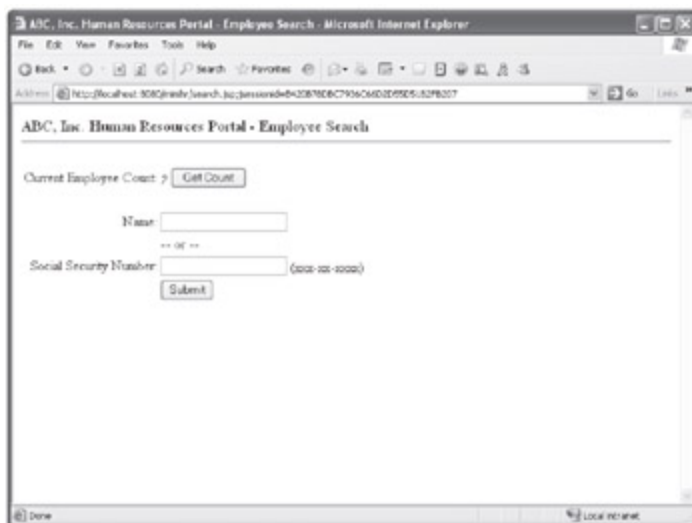 ABC, Inc. Human Resources Portal - Employee Search - Microsoft Internet Explorer
File Edit View Favorites Tools Help
Back Search Favorites
Address Go Links »
ABC, Inc. Human Resources Portal - Employee Search
Current Employee Count: ? Get Count
Name:
-- or --
Social Security Number: (xxx-xx-xxxx)
Submit
Done Local intranet